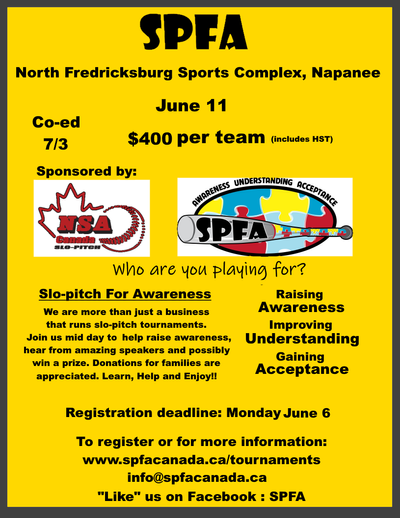 SPFA
North Fredricksburg Sports Complex, Napanee
June 11
Co-ed
7/3
$400 per team (includes HST)
Sponsored by:
NSA
Canada
SLO-PITCH
AWARENESS UNDERSTANDING ACCEPTANCE
SPFA
Who are you playing for?
Slo-pitch For Awareness
We are more than just a business
that runs slo-pitch tournaments.
Join us mid day to help raise awareness,
hear from amazing speakers and possibly
win a prize. Donations for families are
appreciated. Learn, Help and Enjoy!!
Raising
Awareness
Improving
Understanding
Gaining
Acceptance
Registration deadline: Monday June 6
To register or for more information:
www.spfacanada.ca/tournaments
info@spfacanada.ca
"Like" us on Facebook : SPFA